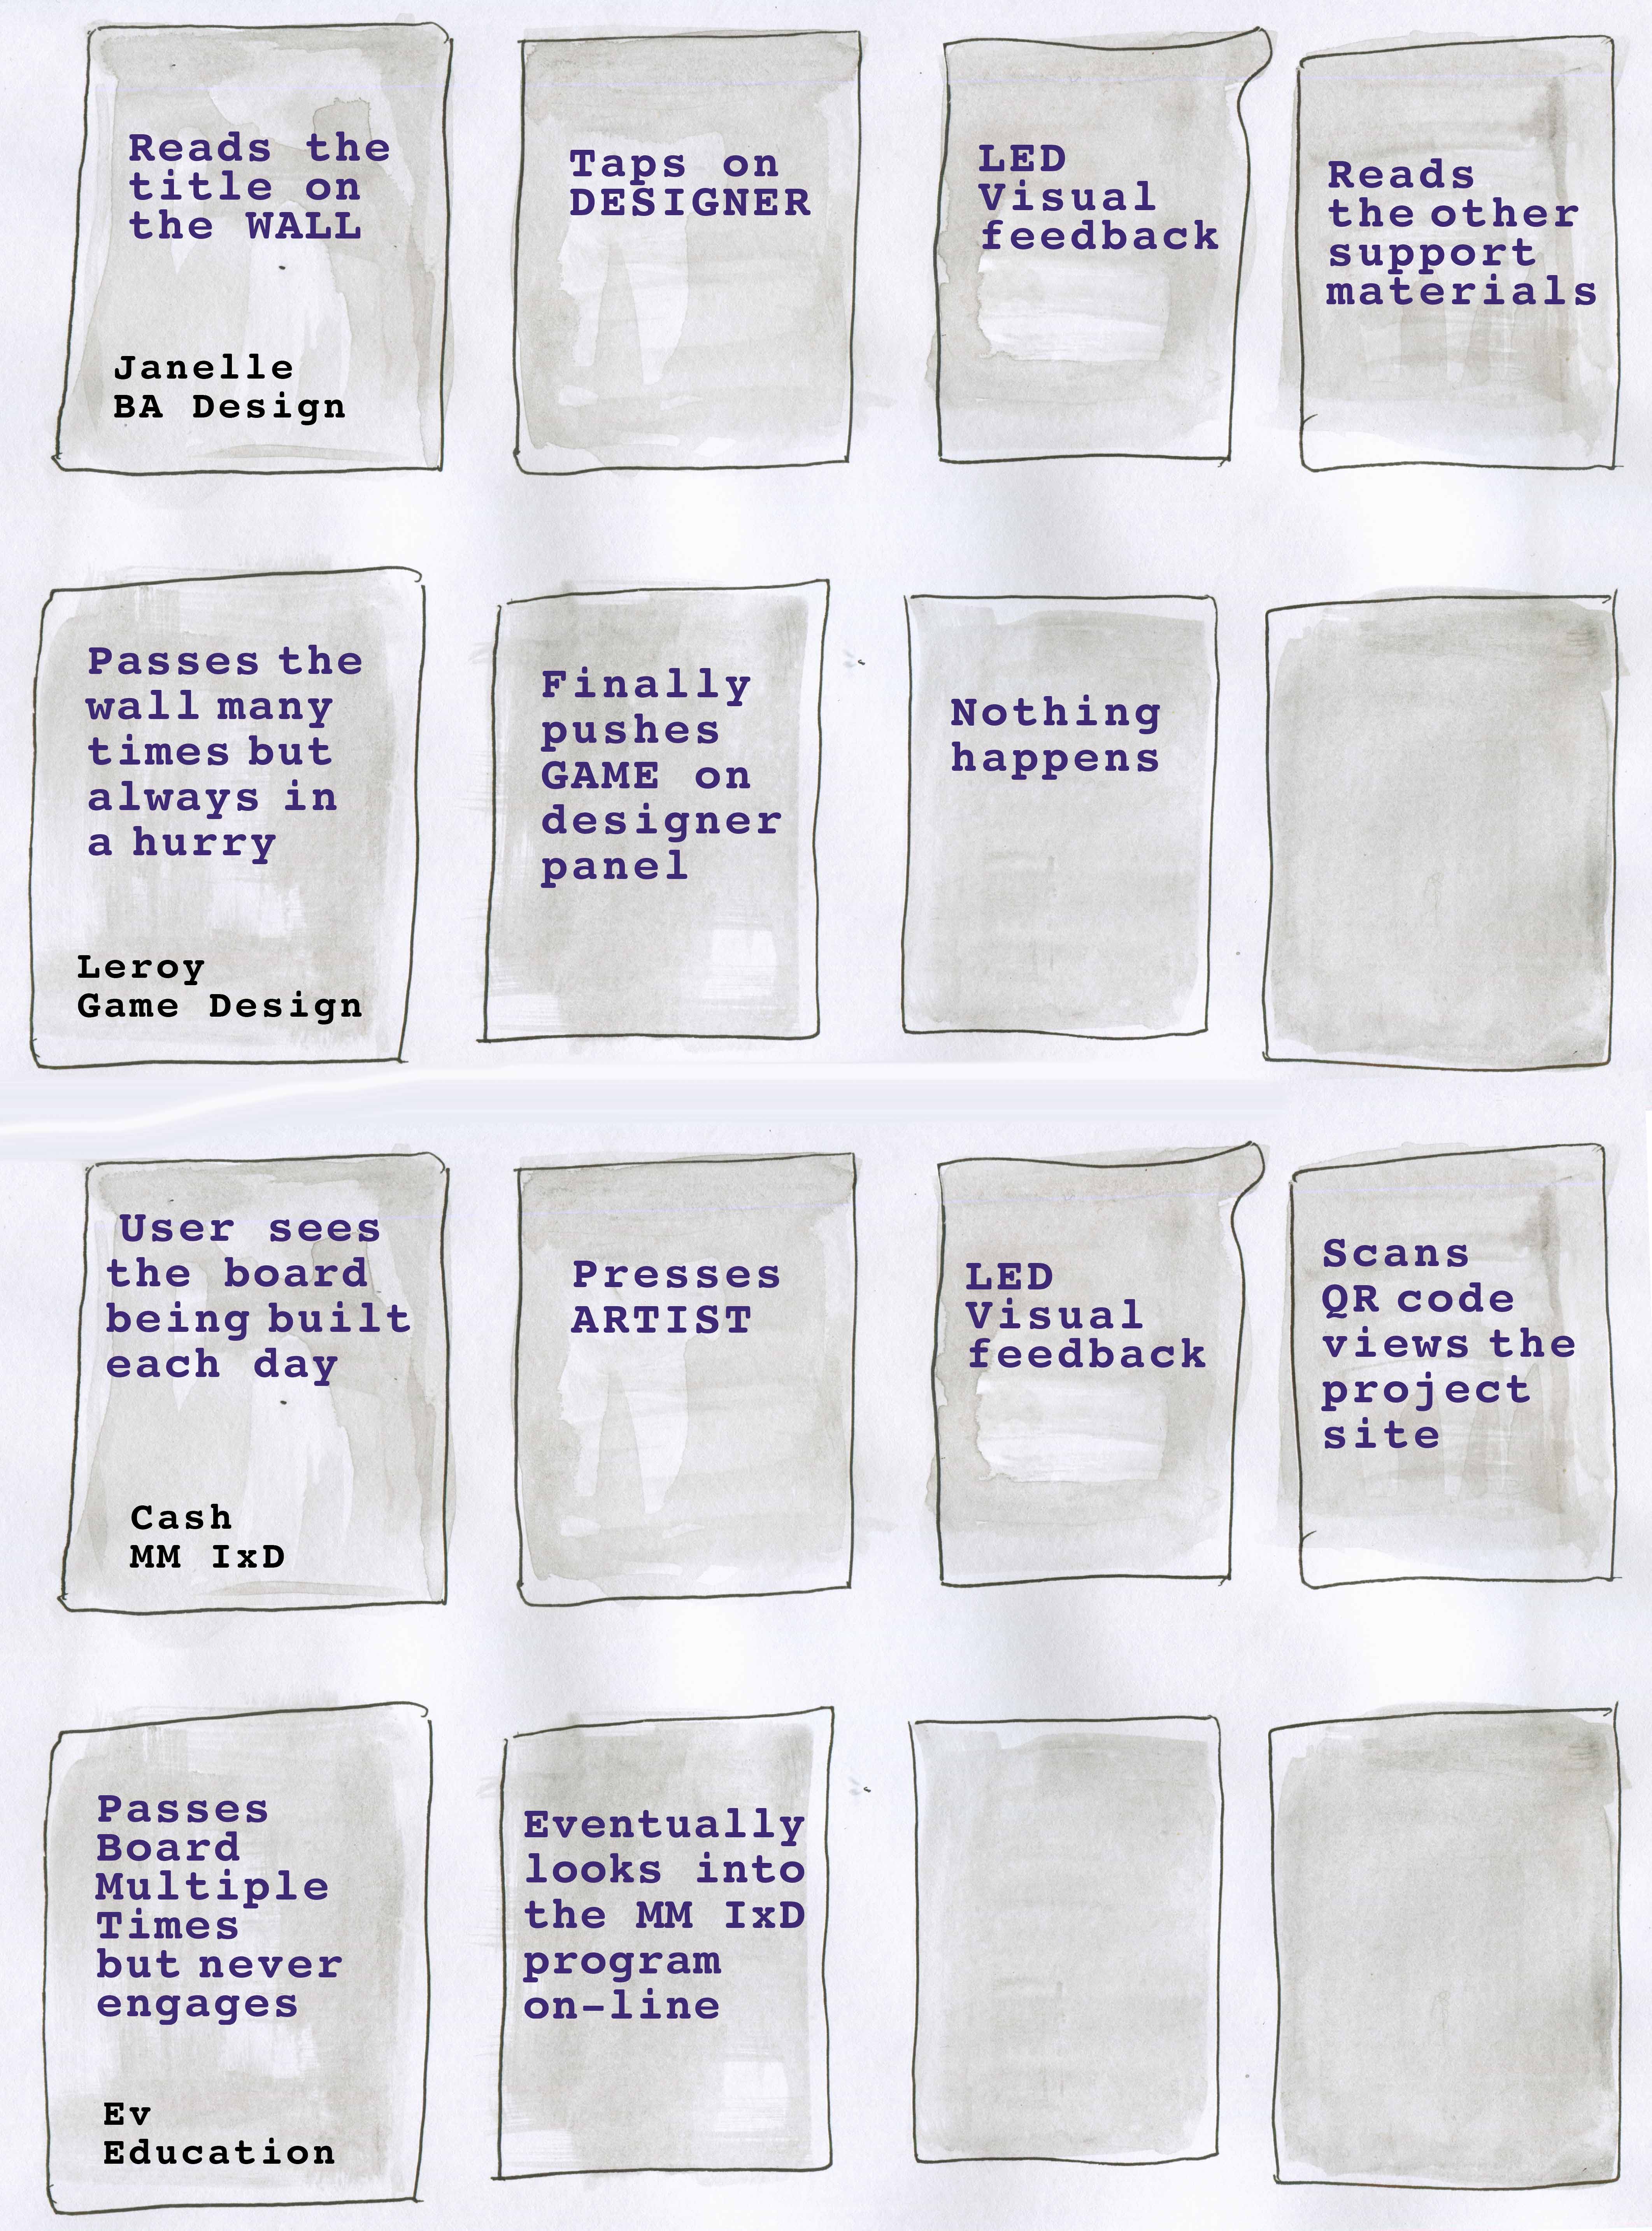 Reads the
title on
the WALL
Janelle
BA Design
Taps on
DESIGNER
LED
Visual
feedback
Reads
the other
support
materials
Passes the
wall many
times but
always in
a hurry
Leroy
Game Design
Finally
pushes
GAME on
designer
panel
Nothing
happens
User sees
the board
being built
each day
Cash
MM IxD
Presses
ARTIST
LED
Visual
feedback
Scans
QR code
views the
project
site
Passes
Board
Multiple
Times
but never
engages
Ev
Education
Eventually
looks into
the MM IxD
program
on-line